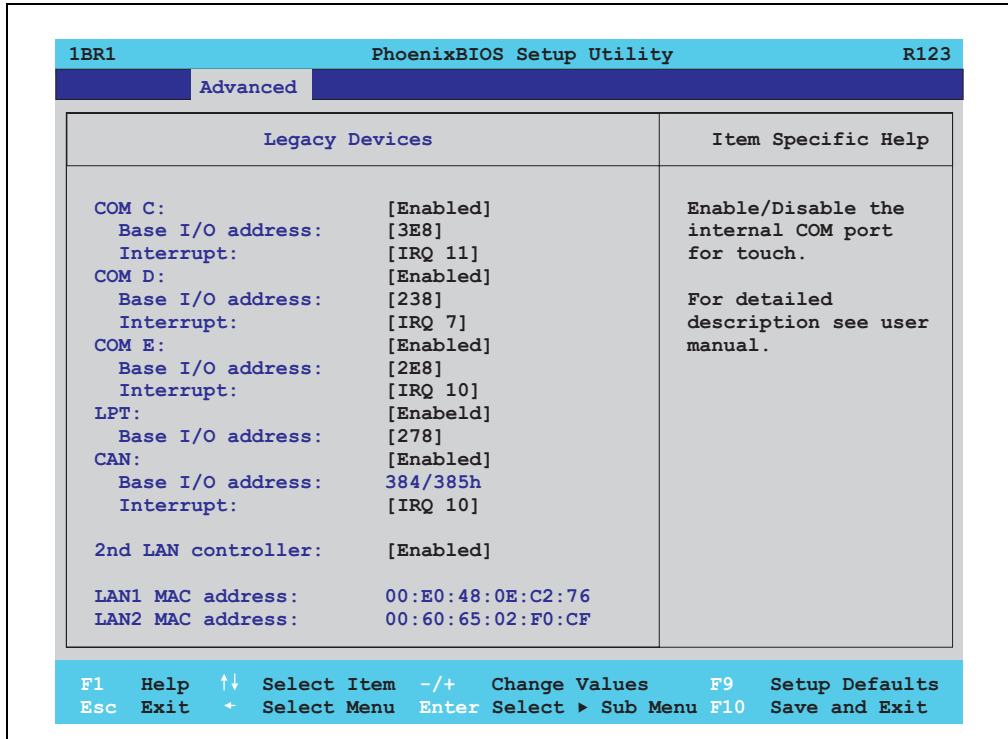 1BR1 PhoenixBIOS Setup Utility R123
Advanced
Legacy Devices
COM C: [Enabled]
Base I/O address: [3E8]
Interrupt: [IRQ 11]
COM D: [Enabled]
Base I/O address: [238]
Interrupt: [IRQ 7]
COM E: [Enabled]
Base I/O address: [2E8]
Interrupt: [IRQ 10]
LPT: [Enabeld]
Base I/O address: [278]
CAN: [Enabled]
Base I/O address: 384/385h
Interrupt: [IRQ 10]
2nd LAN controller: [Enabled]
LAN1 MAC address: 00:E0:48:0E:C2:76
LAN2 MAC address: 00:60:65:02:F0:CF
Item Specific Help
Enable/Disable the
internal COM port
for touch.
For detailed
description see user
manual.
F1 Help ↑↓ Select Item -/+ Change Values F9 Setup Defaults
Esc Exit ← Select Menu Enter Select ▶ Sub Menu F10 Save and Exit